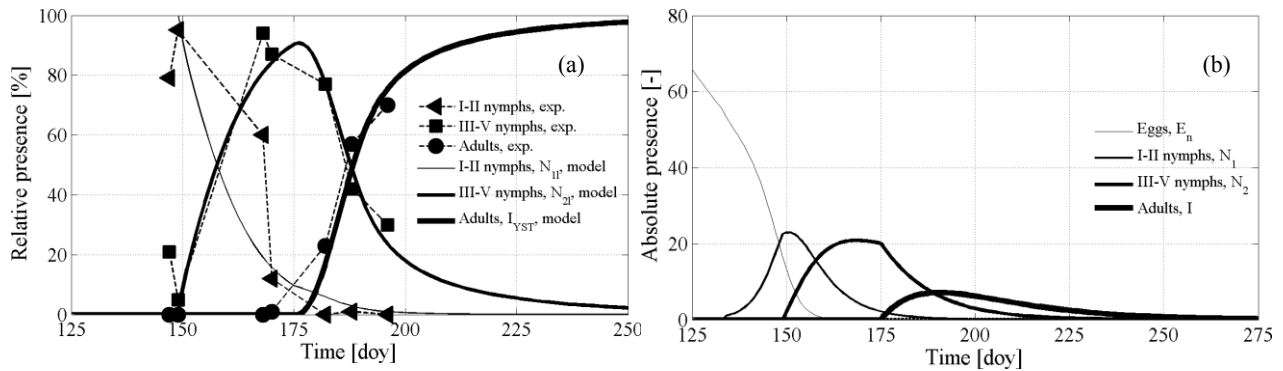 100
80
60
40
20
0
Relative presence [%]
(a)
I-II nymphs, exp.
III-V nymphs, exp.
Adults, exp.
I-II nymphs, N1I, model
III-V nymphs, N2I, model
Adults, IYST, model
125 150 175 200 225 250
Time [doy]
80
60
40
20
0
Absolute presence [-]
(b)
Eggs, En
I-II nymphs, N1
III-V nymphs, N2
Adults, I
125 150 175 200 225 250 275
Time [doy]